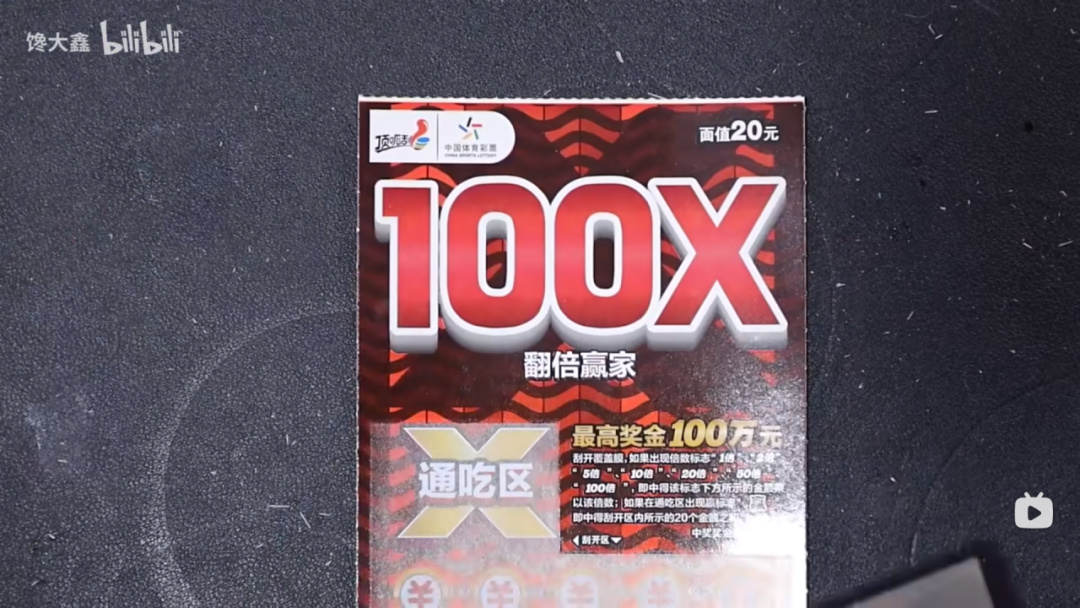 馋大鑫 bilibili
顶呱刮
中国体育彩票
CHINA SPORTS LOTTERY
面值20元
100X
翻倍赢家
最高奖金100万元
通吃区
刮开覆盖膜，如果出现倍数标志“1倍”、“2倍
“5倍”、“10倍”、“20倍”、“50倍
“100倍”，即中得该标志下方所示的金额乘
以该倍数；如果在通吃区出现赢标
即中得刮开区内所示的20个金额之和
中奖奖金
刮开区
¥ ¥ ¥ ¥